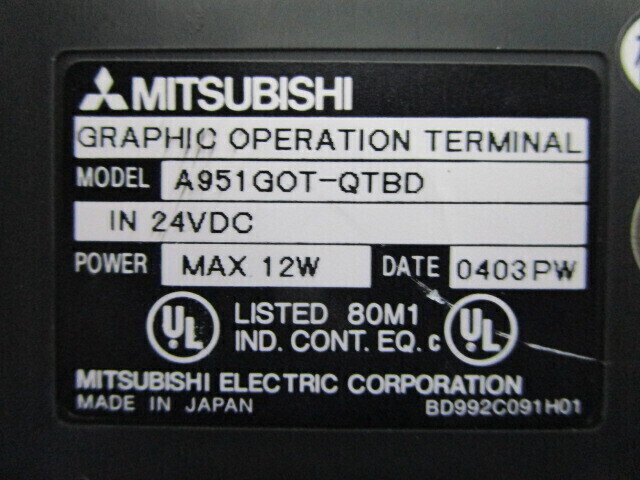 MITSUBISHI
GRAPHIC OPERATION TERMINAL
MODEL A951GOT-QTBD
IN 24VDC
POWER MAX 12W DATE 0403PW
UL LISTED 80M1 UL
IND. CONT. EQ. c
MITSUBISHI ELECTRIC CORPORATION
MADE IN JAPAN BD992C091H01